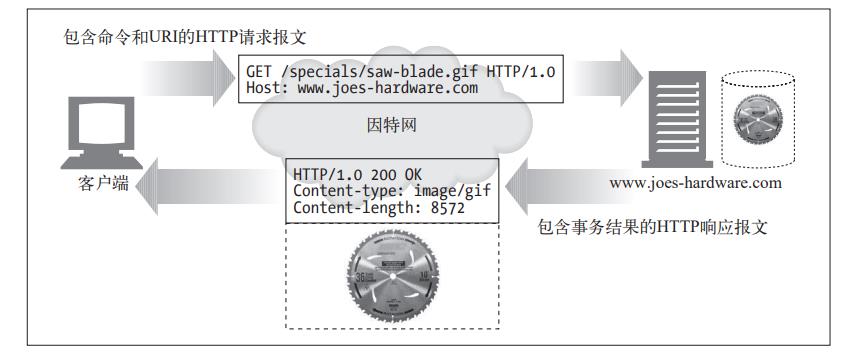 包含命令和URI的HTTP请求报文
GET /specials/saw-blade.gif HTTP/1.0
Host: www.joes-hardware.com
因特网
客户端
HTTP/1.0 200 OK
Content-type: image/gif
Content-length: 8572
www.joes-hardware.com
包含事务结果的HTTP响应报文
36
10